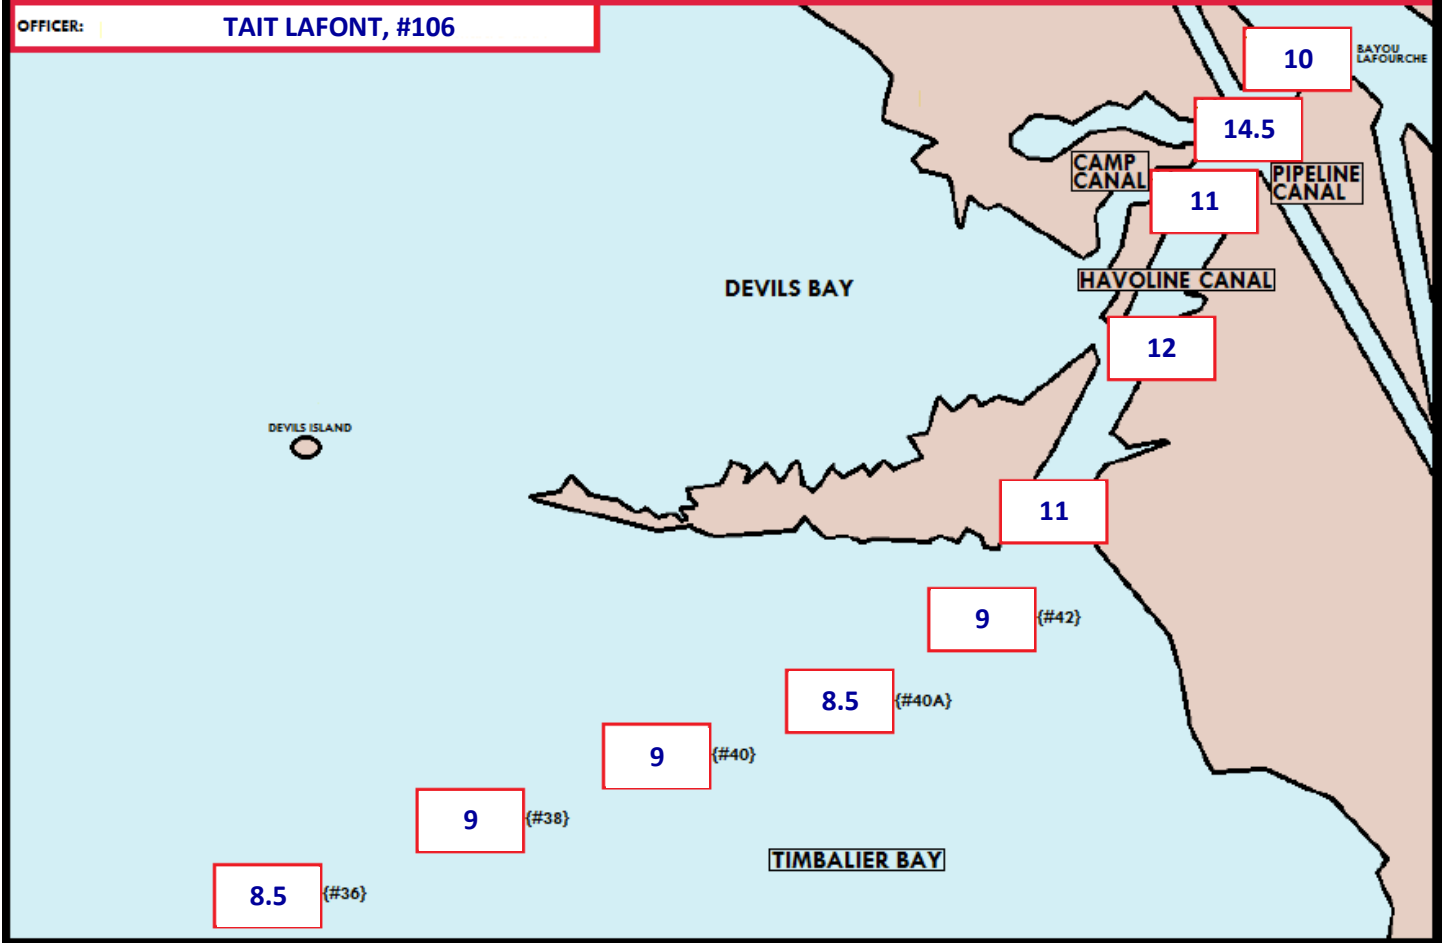 OFFICER: TAIT LAFONT, #106
10
BAYOU
LAFOURCHE
14.5
CAMP
CANAL
PIPELINE
CANAL
11
HAVOLINE CANAL
DEVILS BAY
12
DEVILS ISLAND
11
9 {#42}
8.5 {#40A}
9 {#40}
9 {#38}
TIMBALIER BAY
8.5 {#36}